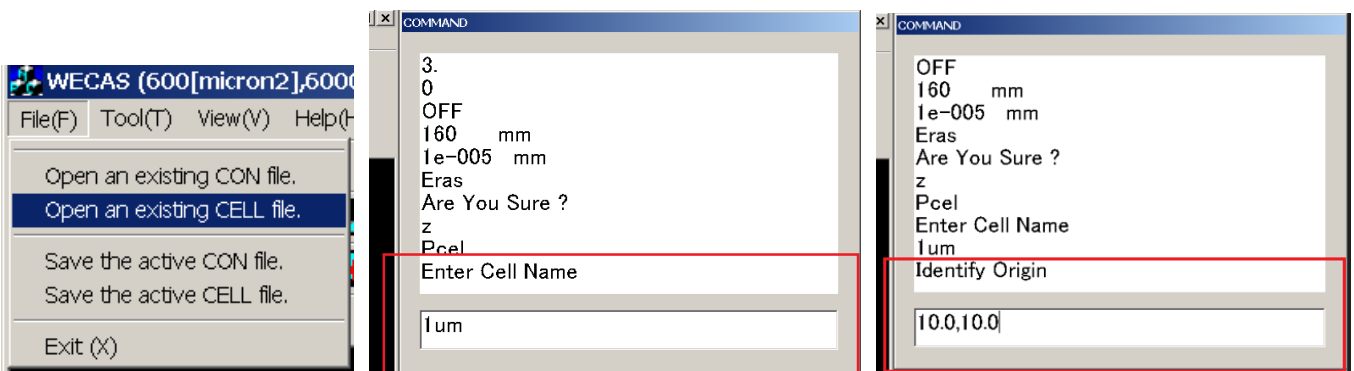 WECAS (600[micron2],6000
File(F) Tool(T) View(V) Help(H
Open an existing CON file.
Open an existing CELL file.
Save the active CON file.
Save the active CELL file.
Exit (X)
COMMAND
3.
0
OFF
160 mm
1e-005 mm
Eras
Are You Sure ?
z
Pcel
Enter Cell Name
1um
COMMAND
OFF
160 mm
1e-005 mm
Eras
Are You Sure ?
z
Pcel
Enter Cell Name
1um
Identify Origin
10.0,10.0